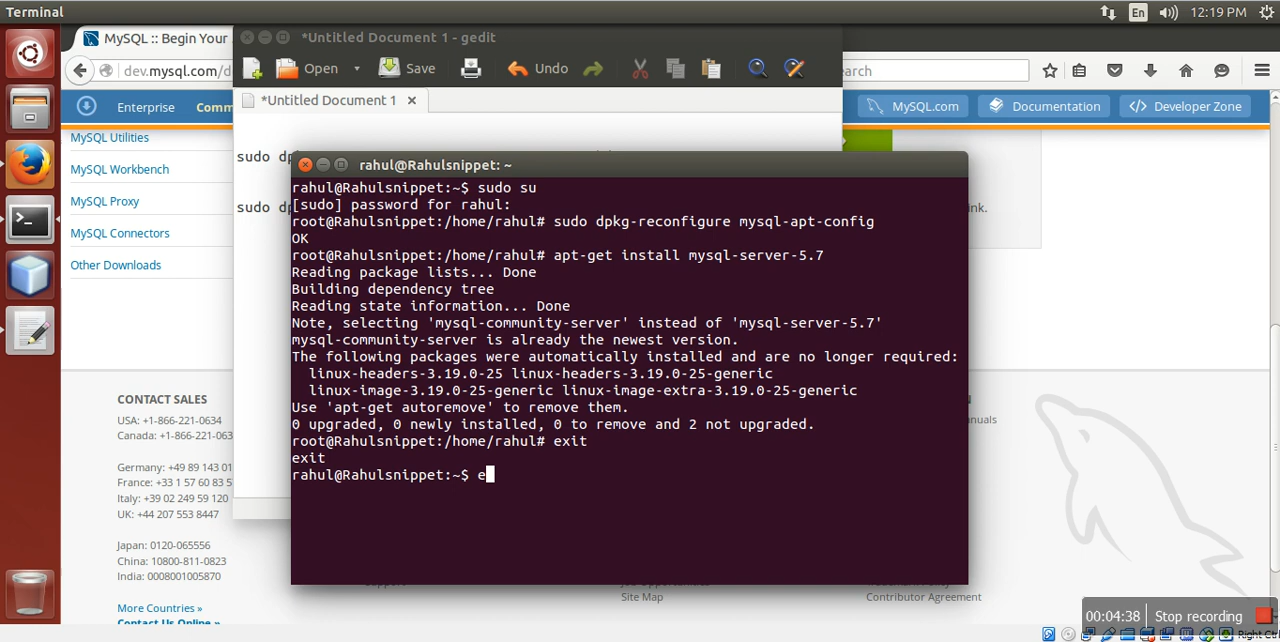 Terminal
En
12:19 PM
MySQL :: Begin Your
*Untitled Document 1 - gedit
dev.mysql.com/d
Open
Save
Undo
earch
Enterprise
Comm
*Untitled Document 1
MySQL.com
Documentation
Developer Zone
MySQL Utilities
MySQL Workbench
MySQL Proxy
MySQL Connectors
Other Downloads
sudo dp
sudo dp
ink.
rahul@Rahulsnippet: ~
rahul@Rahulsnippet:~$ sudo su
[sudo] password for rahul:
root@Rahulsnippet:/home/rahul# sudo dpkg-reconfigure mysql-apt-config
OK
root@Rahulsnippet:/home/rahul# apt-get install mysql-server-5.7
Reading package lists... Done
Building dependency tree
Reading state information... Done
Note, selecting 'mysql-community-server' instead of 'mysql-server-5.7'
mysql-community-server is already the newest version.
The following packages were automatically installed and are no longer required:
linux-headers-3.19.0-25 linux-headers-3.19.0-25-generic
linux-image-3.19.0-25-generic linux-image-extra-3.19.0-25-generic
Use 'apt-get autoremove' to remove them.
0 upgraded, 0 newly installed, 0 to remove and 2 not upgraded.
root@Rahulsnippet:/home/rahul# exit
exit
rahul@Rahulsnippet:~$ e
CONTACT SALES
USA: +1-866-221-0634
Canada: +1-866-221-063
Germany: +49 89 143 01
France: +33 1 57 60 83 5
Italy: +39 02 249 59 120
UK: +44 207 553 8447
Japan: 0120-065556
China: 10800-811-0823
India: 0008001005870
More Countries »
Contact Us Online »
anuals
Site Map
Contributor Agreement
00:04:38
Stop recording
Right Ct